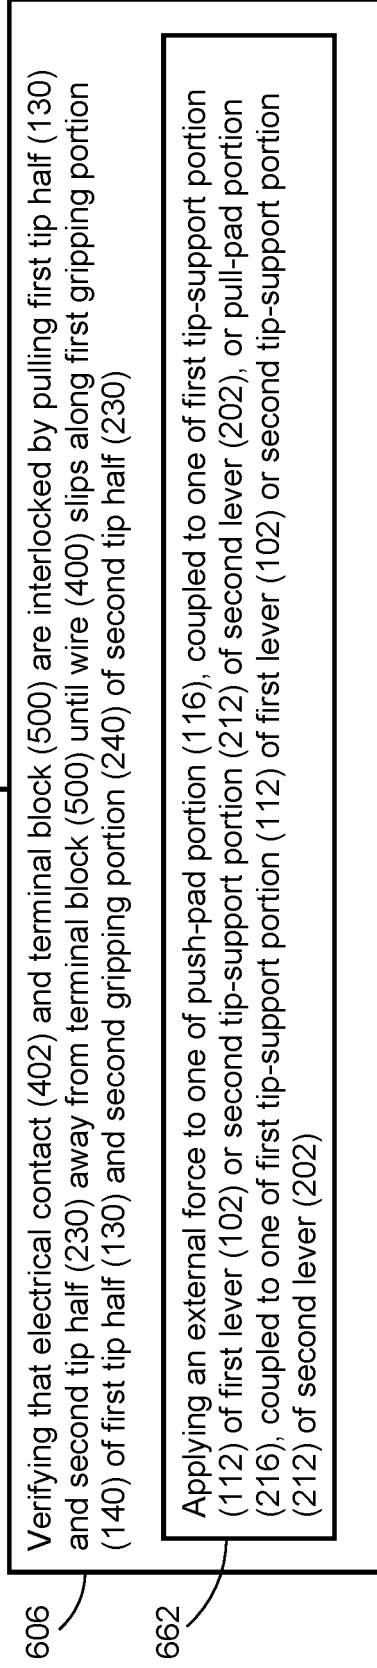 606
Verifying that electrical contact (402) and terminal block (500) are interlocked by pulling first tip half (130)
and second tip half (230) away from terminal block (500) until wire (400) slips along first gripping portion
(140) of first tip half (130) and second gripping portion (240) of second tip half (230)
662
Applying an external force to one of push-pad portion (116), coupled to one of first tip-support portion
(112) of first lever (102) or second tip-support portion (212) of second lever (202), or pull-pad portion
(216), coupled to one of first tip-support portion (112) of first lever (102) or second tip-support portion
(212) of second lever (202)